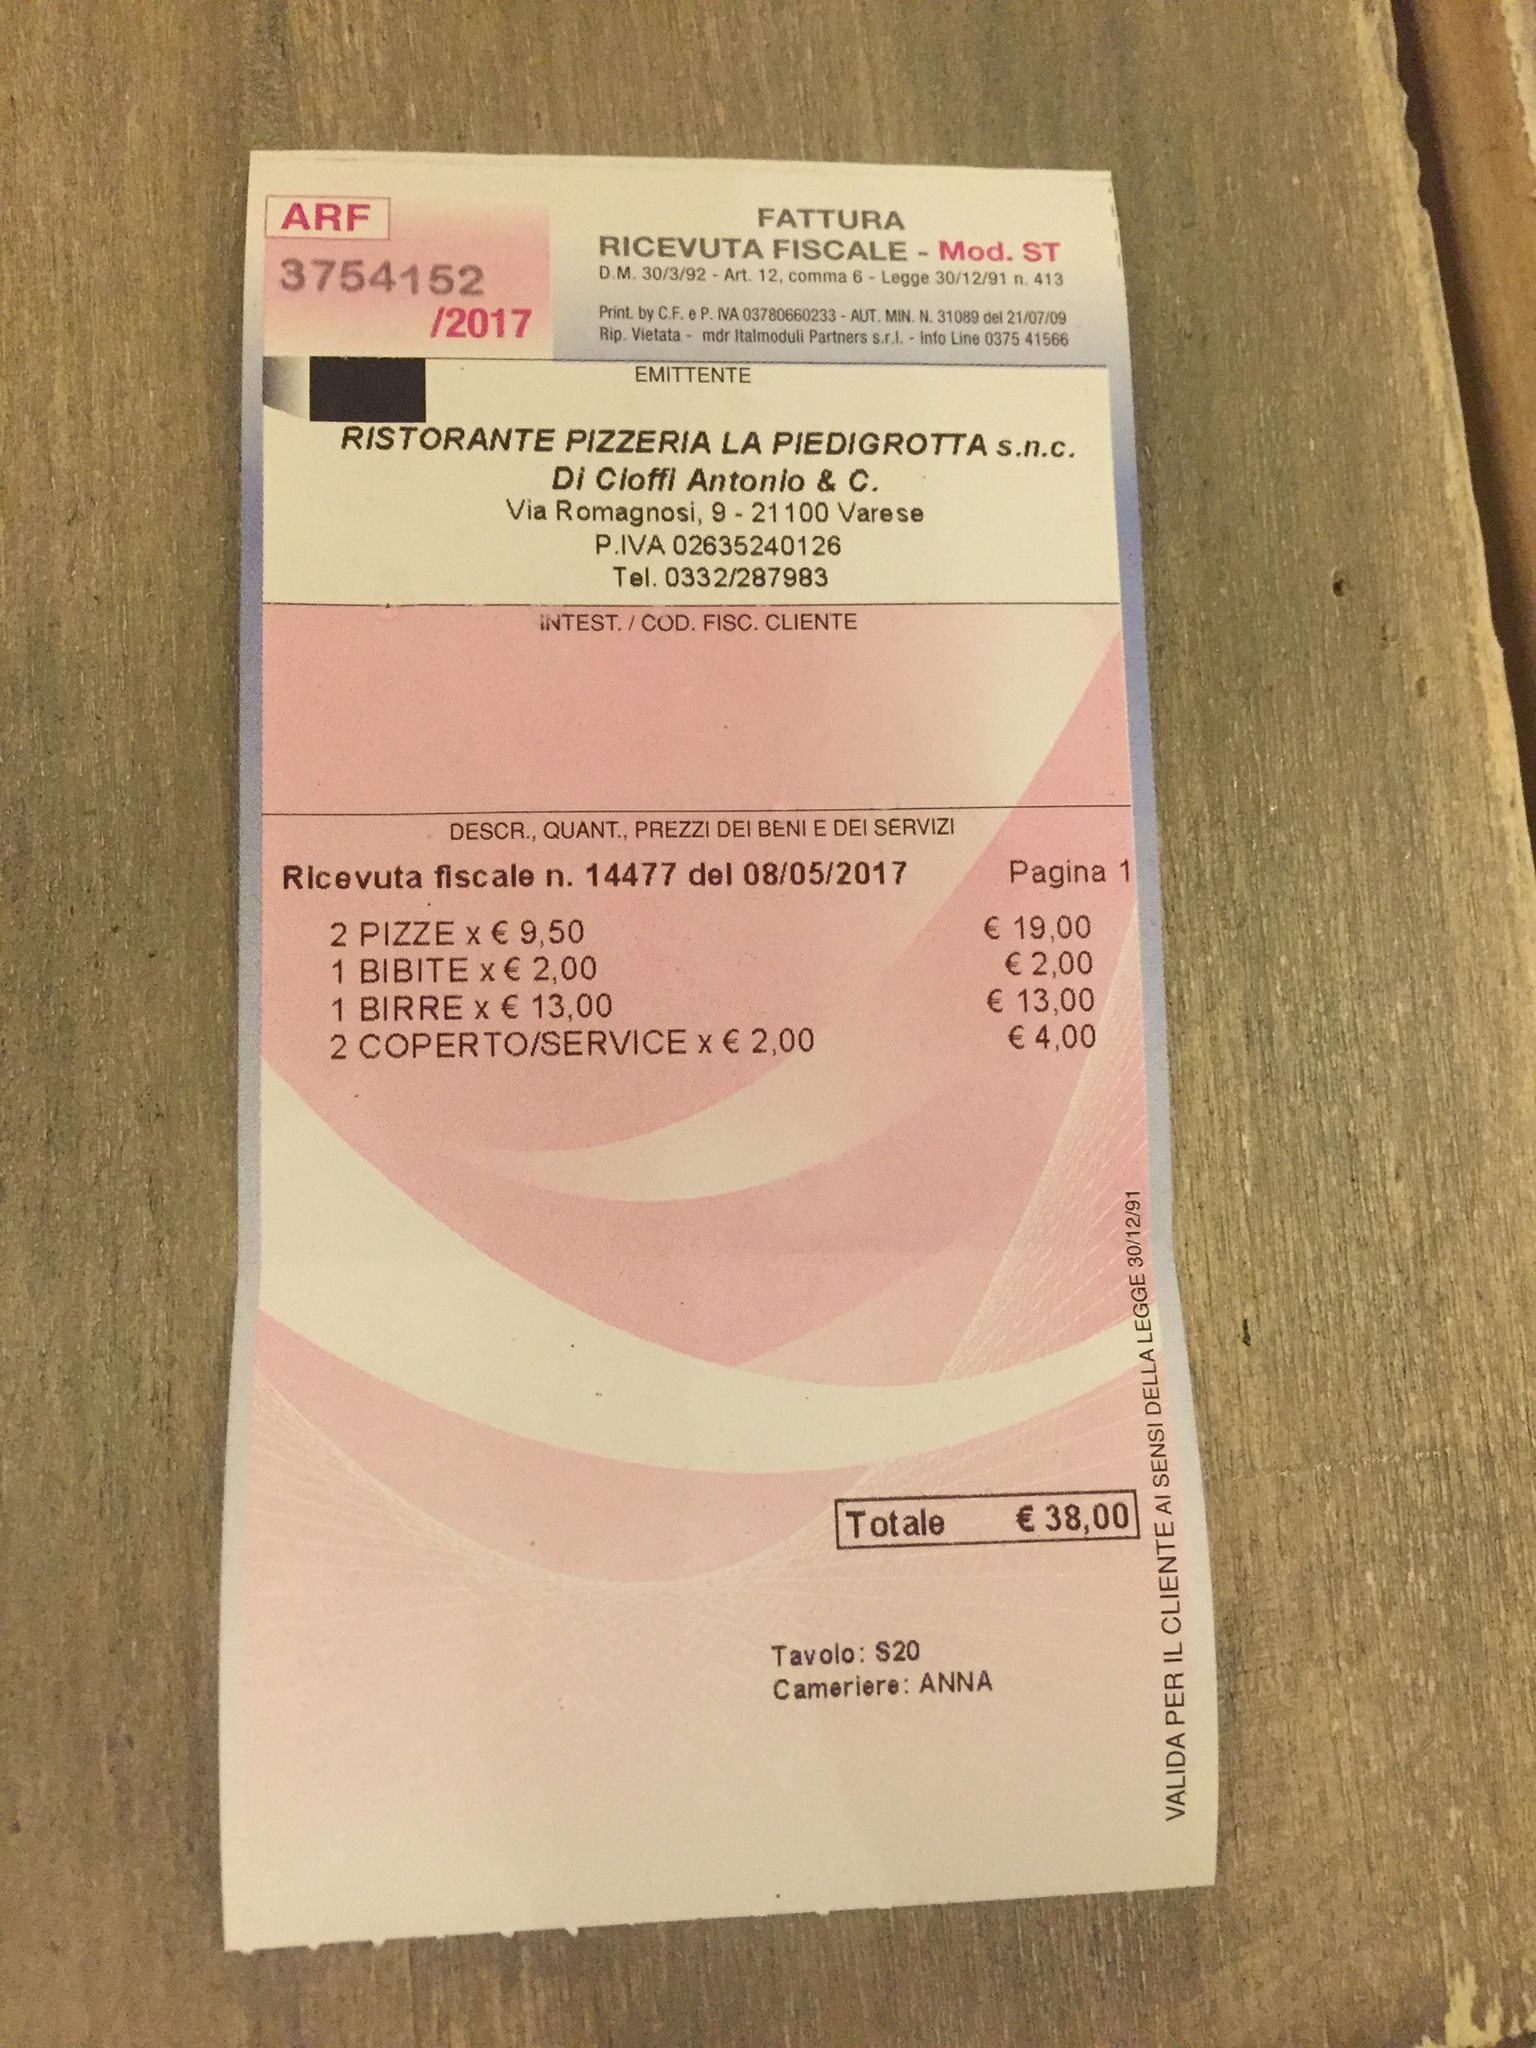 ARF
3754152
/2017
FATTURA
RICEVUTA FISCALE - Mod. ST
D.M. 30/3/92 - Art. 12, comma 6 - Legge 30/12/91 n. 413
Print. by C.F. e P. IVA 03780660233 - AUT. MIN. N. 31089 del 21/07/09
Rip. Vietata - mdr Italmoduli Partners s.r.l. - Info Line 0375 41566
EMITTENTE
RISTORANTE PIZZERIA LA PIEDIGROTTA s.n.c.
Di Cioffi Antonio & C.
Via Romagnosi, 9 - 21100 Varese
P.IVA 02635240126
Tel. 0332/287983
INTEST. / COD. FISC. CLIENTE
DESCR., QUANT., PREZZI DEI BENI E DEI SERVIZI
Ricevuta fiscale n. 14477 del 08/05/2017 Pagina 1
2 PIZZE x € 9,50 € 19,00
1 BIBITE x € 2,00 € 2,00
1 BIRRE x € 13,00 € 13,00
2 COPERTO/SERVICE x € 2,00 € 4,00
Totale € 38,00
Tavolo: S20
Cameriere: ANNA
VALIDA PER IL CLIENTE AI SENSI DELLA LEGGE 30/12/91